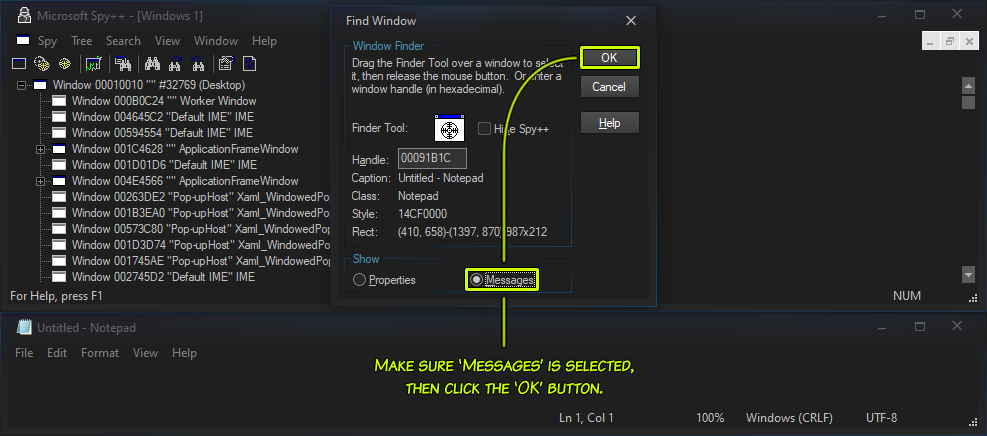 Microsoft Spy++ - [Windows 1]
Spy Tree Search View Window Help
Window 00010010 "" #32769 (Desktop)
Window 000B0C24 "" Worker Window
Window 004645C2 "Default IME" IME
Window 00594554 "Default IME" IME
Window 001C4628 "" ApplicationFrameWindow
Window 001D01D6 "Default IME" IME
Window 004E4566 "" ApplicationFrameWindow
Window 00263DE2 "Pop-upHost" Xaml_WindowedPo
Window 001B3EA0 "Pop-upHost" Xaml_WindowedPop
Window 00573C80 "Pop-upHost" Xaml_WindowedPop
Window 001D3D74 "Pop-upHost" Xaml_WindowedPo
Window 001745AE "Pop-upHost" Xaml_WindowedPo
Window 002745D2 "Default IME" IME
For Help, press F1
NUM
Find Window
Window Finder
Drag the Finder Tool over a window to select
it, then release the mouse button. Or enter a
window handle (in hexadecimal).
Finder Tool:
Hide Spy++
Handle: 00091B1C
Caption: Untitled - Notepad
Class: Notepad
Style: 14CF0000
Rect: (410, 658)-(1397, 870) 987x212
Show
Properties
Messages
OK
Cancel
Help
Untitled - Notepad
File Edit Format View Help
MAKE SURE 'MESSAGES' IS SELECTED,
THEN CLICK THE 'OK' BUTTON.
Ln 1, Col 1
100%
Windows (CRLF)
UTF-8